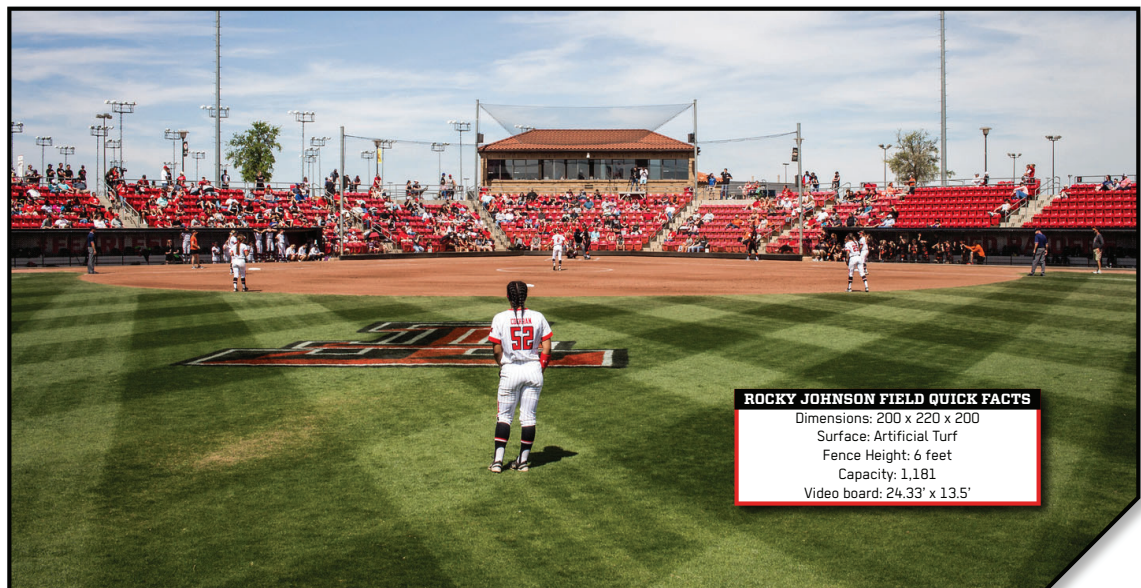 52
ROCKY JOHNSON FIELD QUICK FACTS
Dimensions: 200 x 220 x 200
Surface: Artificial Turf
Fence Height: 6 feet
Capacity: 1,181
Video board: 24.33' x 13.5'